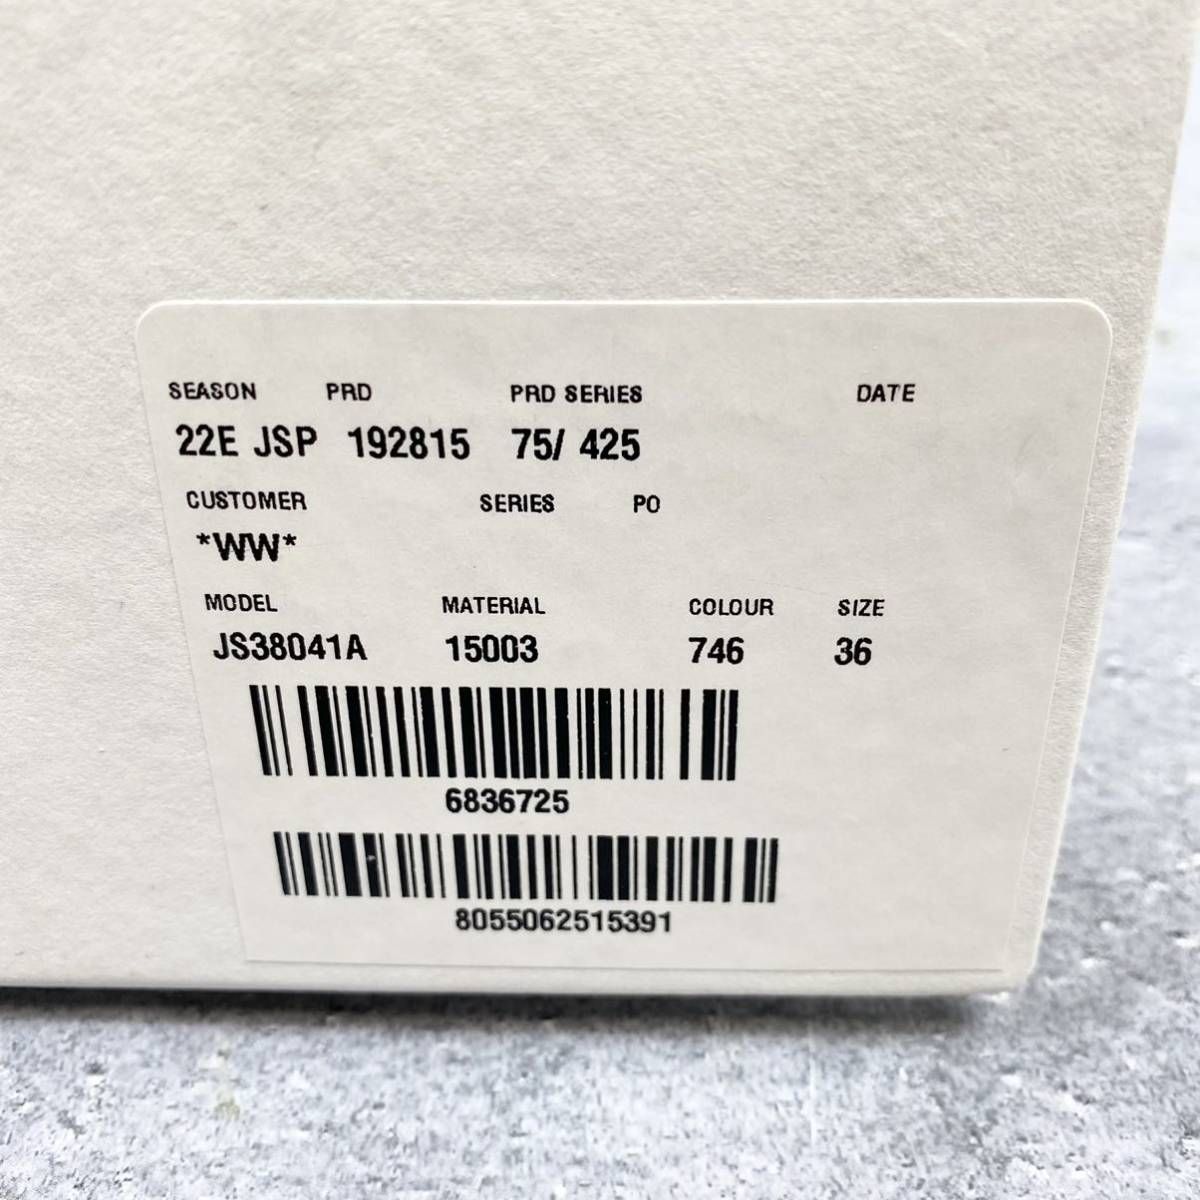 SEASON PRD PRD SERIES DATE
22E JSP 192815 75/ 425
CUSTOMER SERIES PO
*WW*
MODEL MATERIAL COLOUR SIZE
JS38041A 15003 746 36
6836725
8055062515391